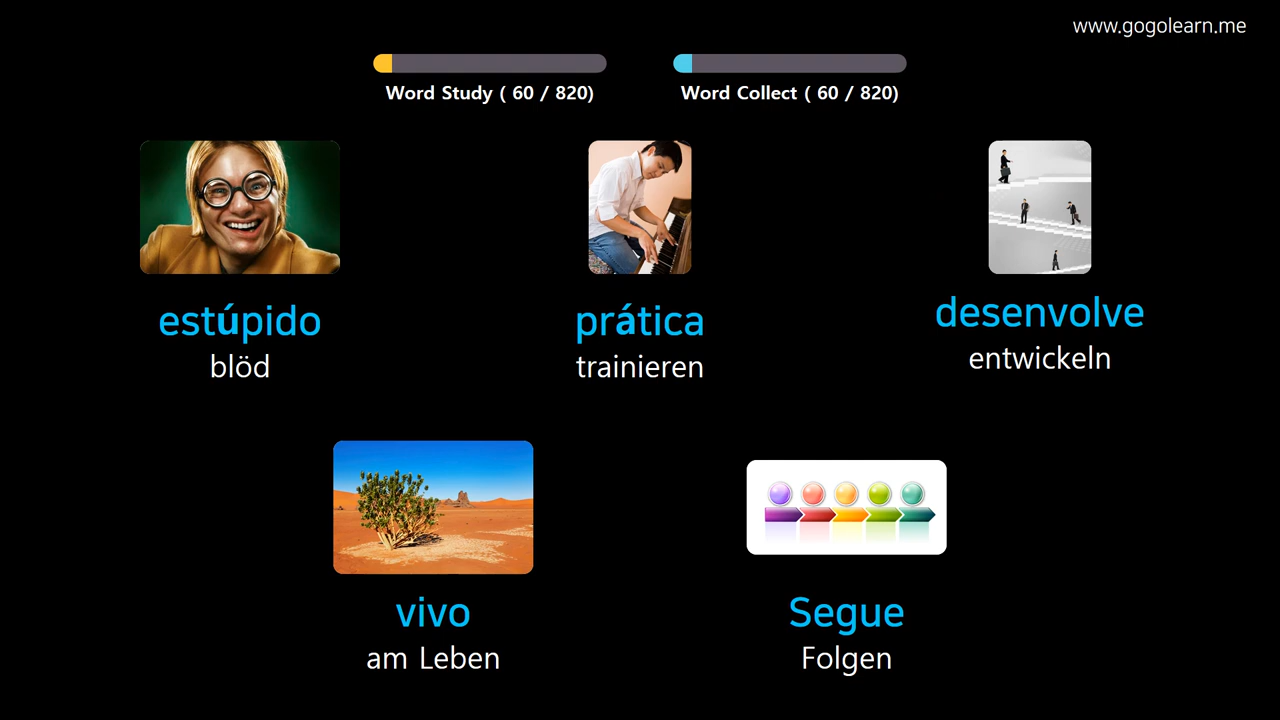 www.gogolearn.me
Word Study ( 60 / 820)
Word Collect ( 60 / 820)
estúpido
blöd
prática
trainieren
desenvolve
entwickeln
vivo
am Leben
Segue
Folgen